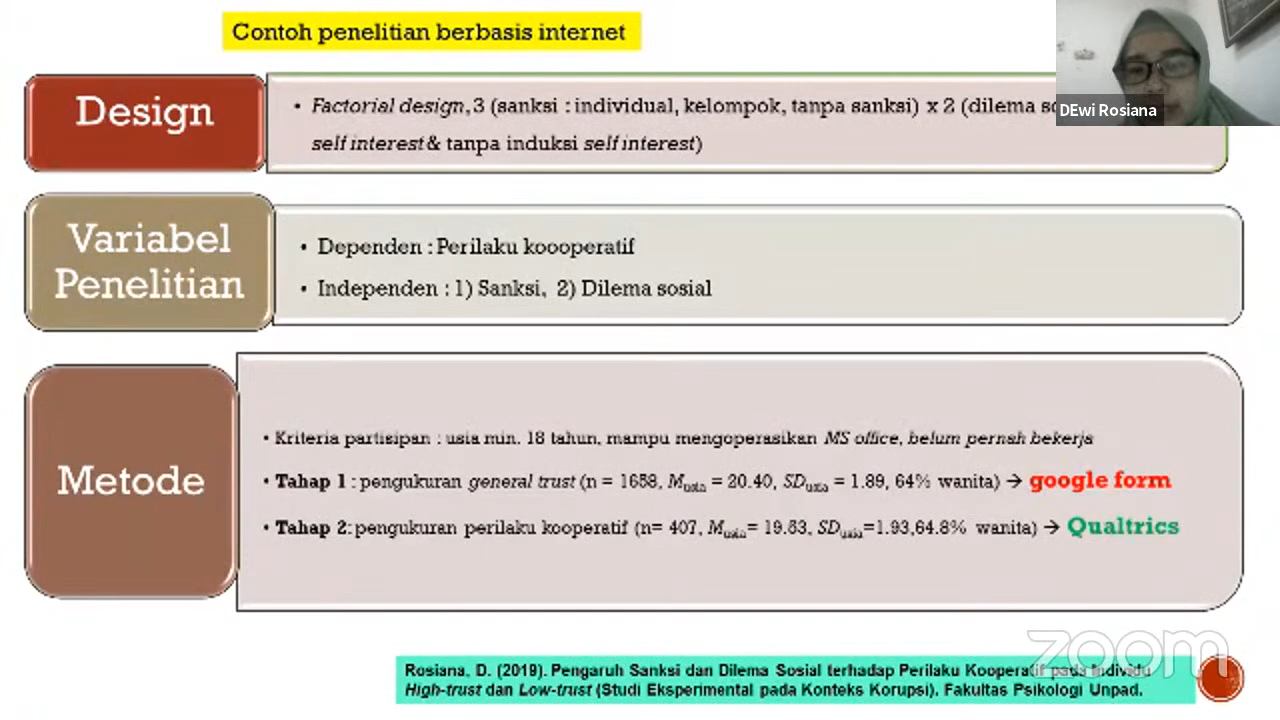 Contoh penelitian berbasis internet
DEwi Rosiana
Design
• Factorial design, 3 (sanksi : individual, kelompok, tanpa sanksi) x 2 (dilema
self interest & tanpa induksi self interest)
Variabel
Penelitian
• Dependen : Perilaku koooperatif
• Independen : 1) Sanksi, 2) Dilema sosial
Metode
• Kriteria partisipan : usia min. 18 tahun, mampu mengoperasikan MS office, belum pernah bekerja
• Tahap 1 : pengukuran general trust (n = 1658, Musia = 20.40, SDusia = 1.89, 64% wanita) → google form
• Tahap 2: pengukuran perilaku kooperatif (n= 407, Musia= SDusia=1.93,64.8% wanita) → Qualtrics
zoom
Rosiana, D. (2019). Pengaruh Sanksi dan Dilema Sosial terhadap Perilaku Kooperatif pada Individu
High-trust dan Low-trust (Studi Eksperimental pada Konteks Korupsi). Fakultas Psikologi Unpad.